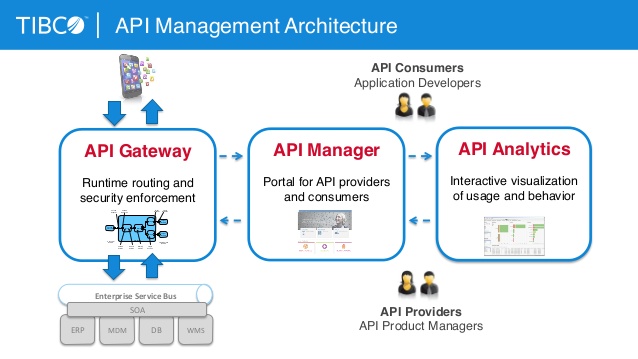 TIBCO
API Management Architecture
API Consumers
Application Developers
API Gateway
Runtime routing and
security enforcement
API Manager
Portal for API providers
and consumers
API Analytics
Interactive visualization
of usage and behavior
Enterprise Service Bus
SOA
ERP
MDM
DB
WMS
API Providers
API Product Managers